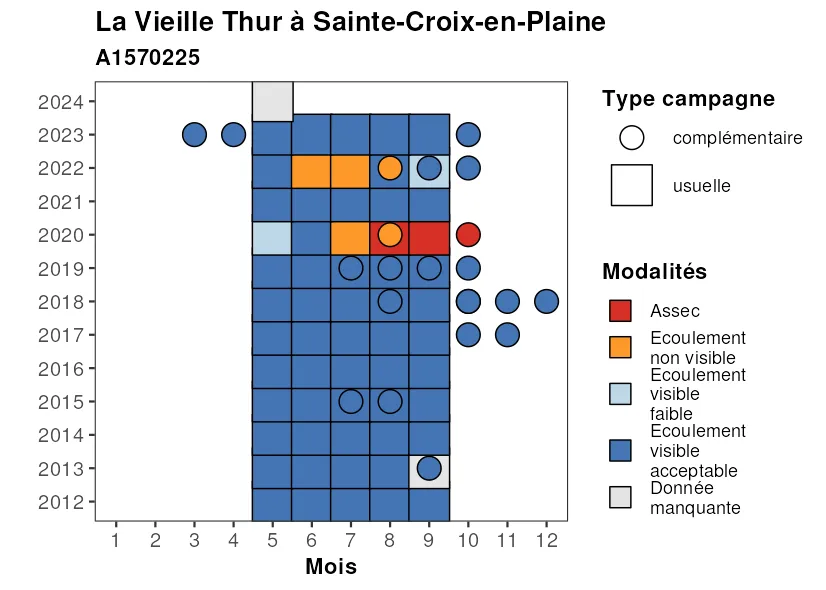 La Vieille Thur à Sainte-Croix-en-Plaine
A1570225
2024
2023
2022
2021
2020
2019
2018
2017
2016
2015
2014
2013
2012
1 2 3 4 5 6 7 8 9 10 11 12
Mois
Type campagne
complémentaire
usuelle
Modalités
Assec
Ecoulement
non visible
Ecoulement
visible
faible
Ecoulement
visible
acceptable
Donnée
manquante